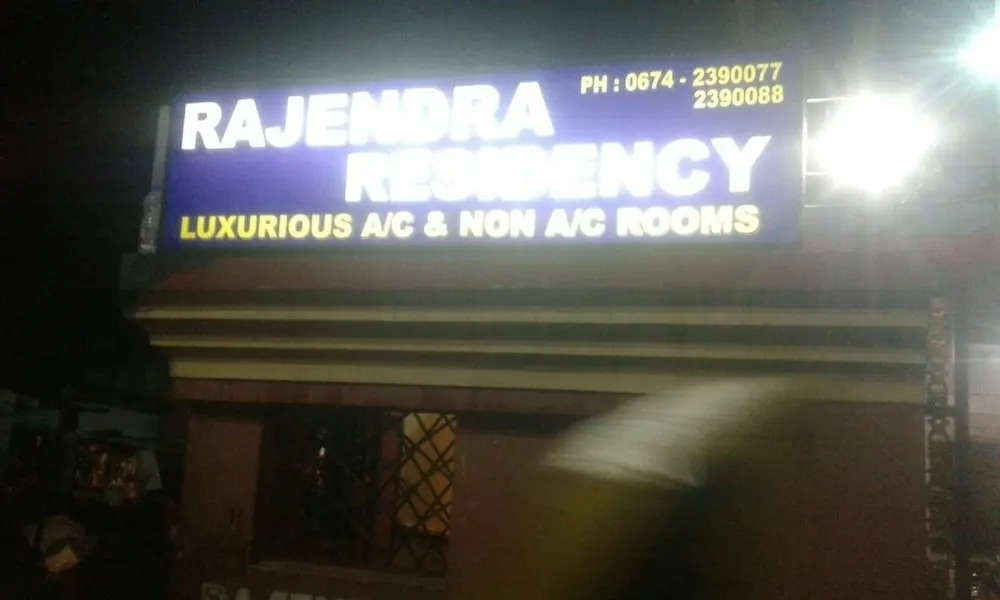 RAJENDRA
RESIDENCY
PH : 0674 - 2390077
2390088
LUXURIOUS A/C & NON A/C ROOMS